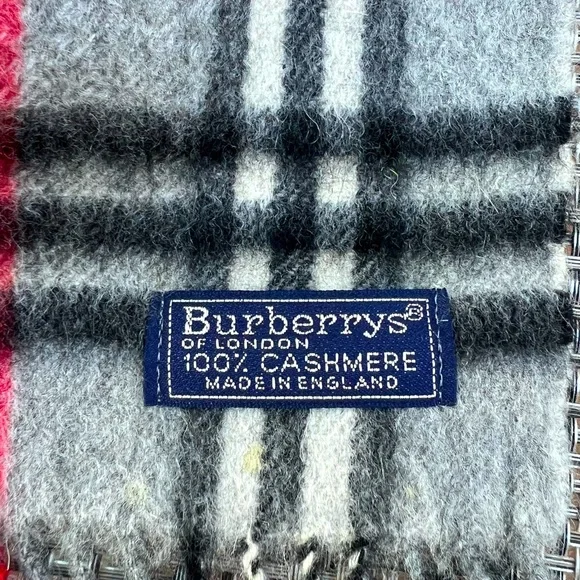 Burberrys®
OF LONDON
100% CASHMERE
MADE IN ENGLAND